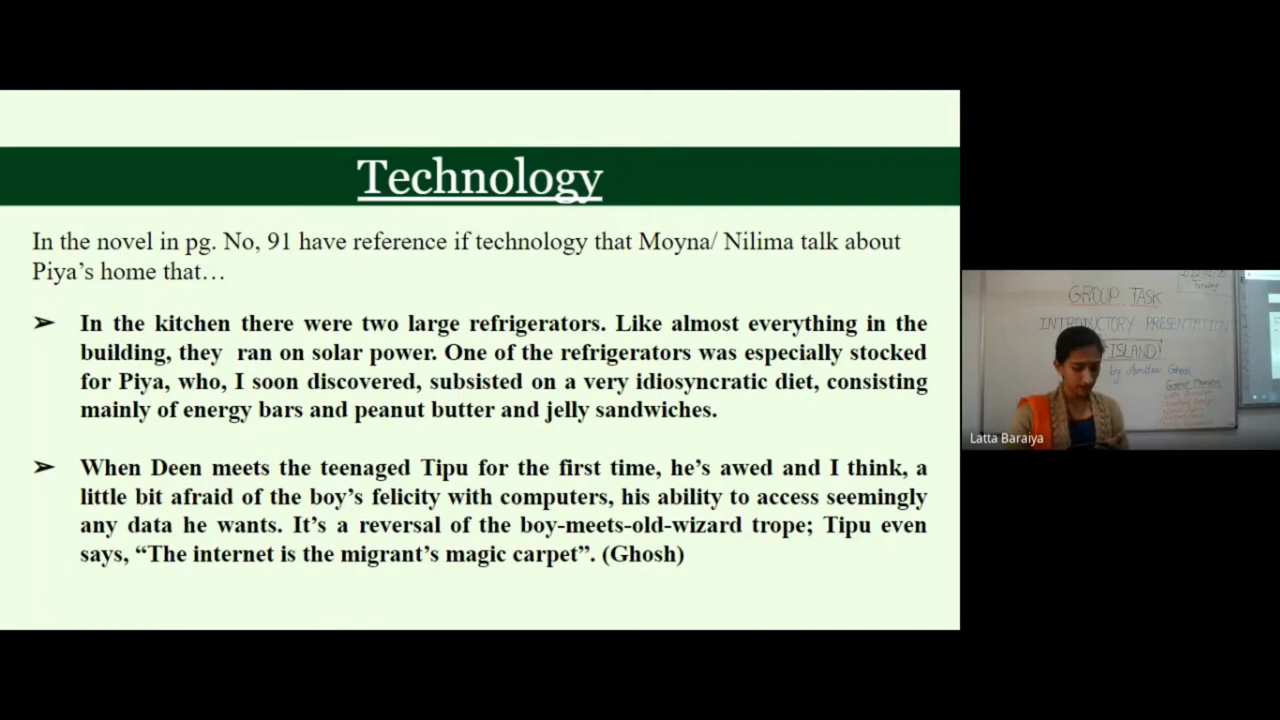 Technology
In the novel in pg. No, 91 have reference if technology that Moyna/ Nilima talk about
Piya’s home that…
➢ In the kitchen there were two large refrigerators. Like almost everything in the
building, they ran on solar power. One of the refrigerators was especially stocked
for Piya, who, I soon discovered, subsisted on a very idiosyncratic diet, consisting
mainly of energy bars and peanut butter and jelly sandwiches.
➢ When Deen meets the teenaged Tipu for the first time, he’s awed and I think, a
little bit afraid of the boy’s felicity with computers, his ability to access seemingly
any data he wants. It’s a reversal of the boy-meets-old-wizard trope; Tipu even
says, “The internet is the migrant’s magic carpet”. (Ghosh)
GROUP TASK
INTRODUCTORY PRESENTATION
ISLAND'
by Amitav Ghosh
Group Members
Latta Baraiya